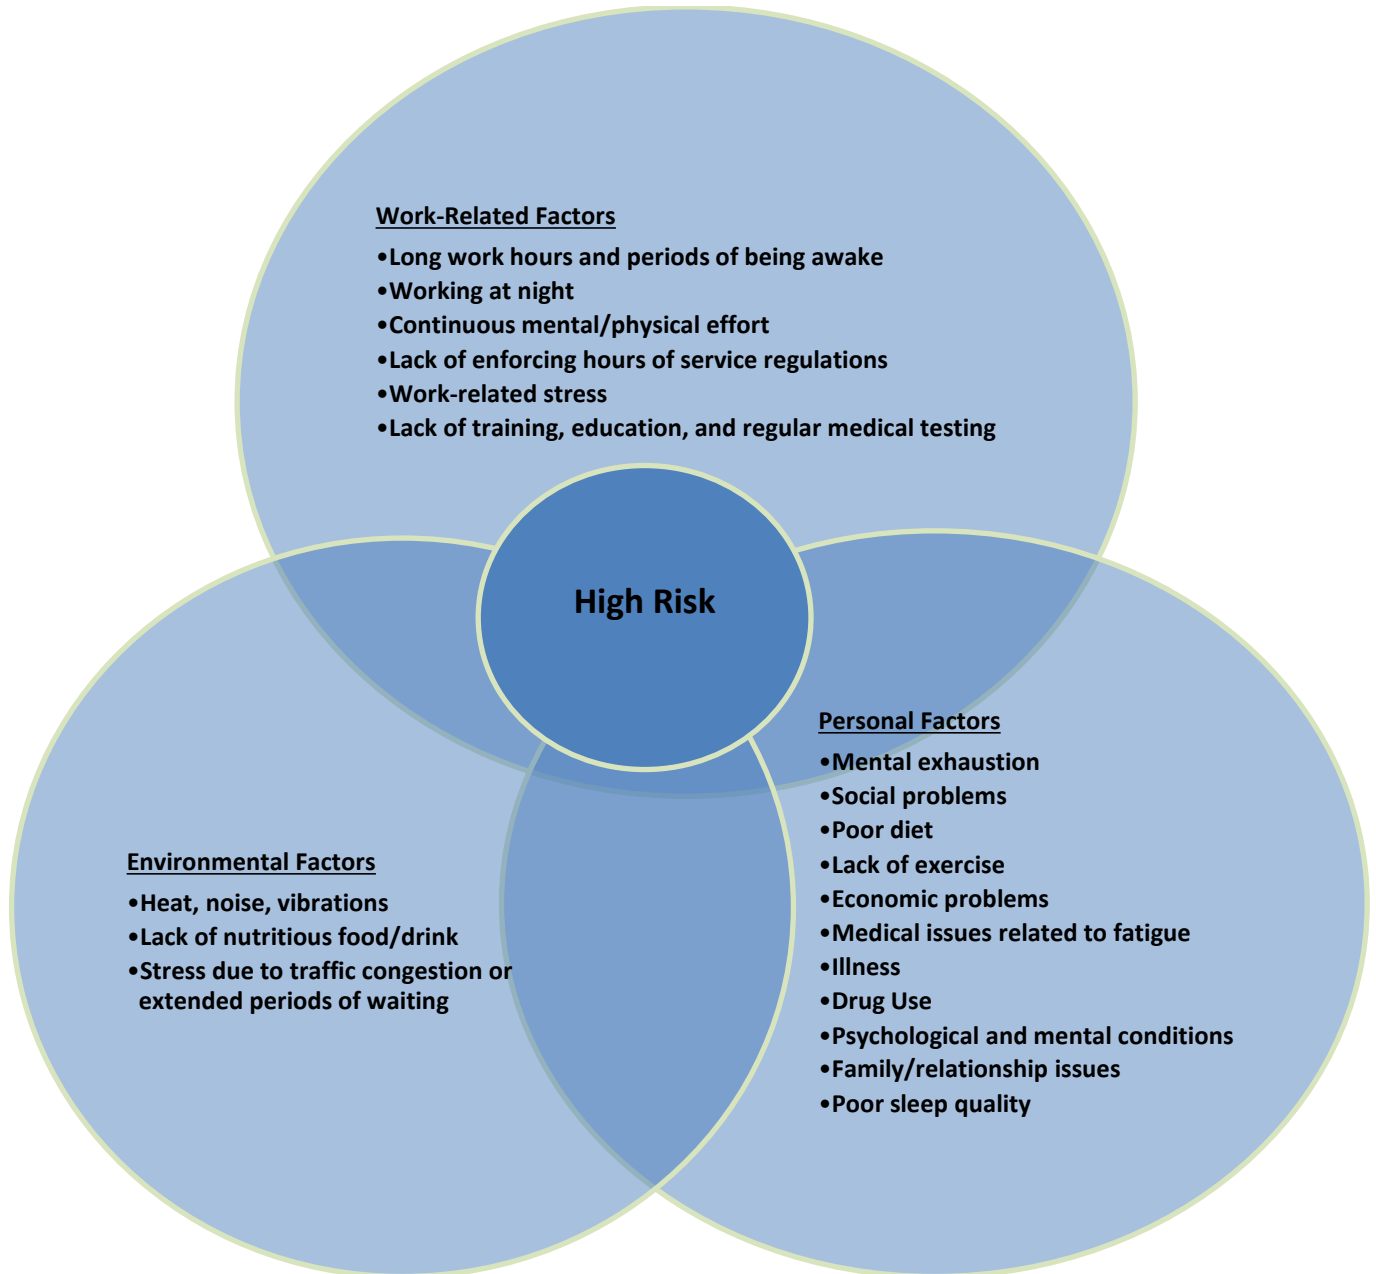 Work-Related Factors
•Long work hours and periods of being awake
•Working at night
•Continuous mental/physical effort
•Lack of enforcing hours of service regulations
•Work-related stress
•Lack of training, education, and regular medical testing
High Risk
Environmental Factors
•Heat, noise, vibrations
•Lack of nutritious food/drink
•Stress due to traffic congestion or
extended periods of waiting
Personal Factors
•Mental exhaustion
•Social problems
•Poor diet
•Lack of exercise
•Economic problems
•Medical issues related to fatigue
•Illness
•Drug Use
•Psychological and mental conditions
•Family/relationship issues
•Poor sleep quality